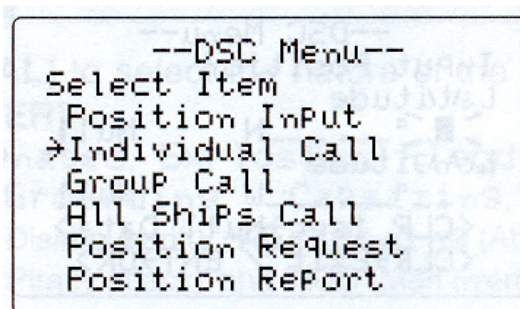 --DSC Menu--
Select Item
Position InPut
→Individual Call
GrouP Call
All ShiPs Call
Position Request
Position RePort